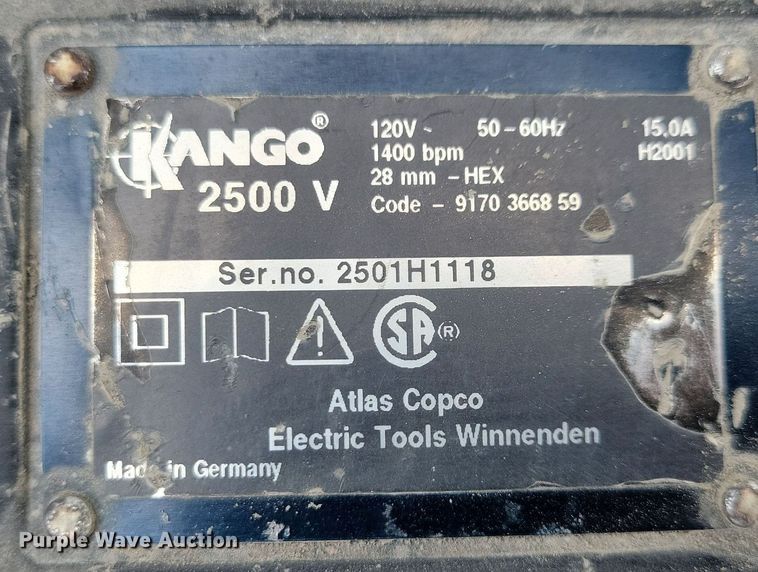 KANGO®
2500 V
120V ~ 50-60Hz 15,0A
1400 bpm H2001
28 mm - HEX
Code - 9170 3668 59
Ser.no. 2501H1118
SA (R)
Atlas Copco
Electric Tools Winnenden
Made in Germany
Purple Wave Auction